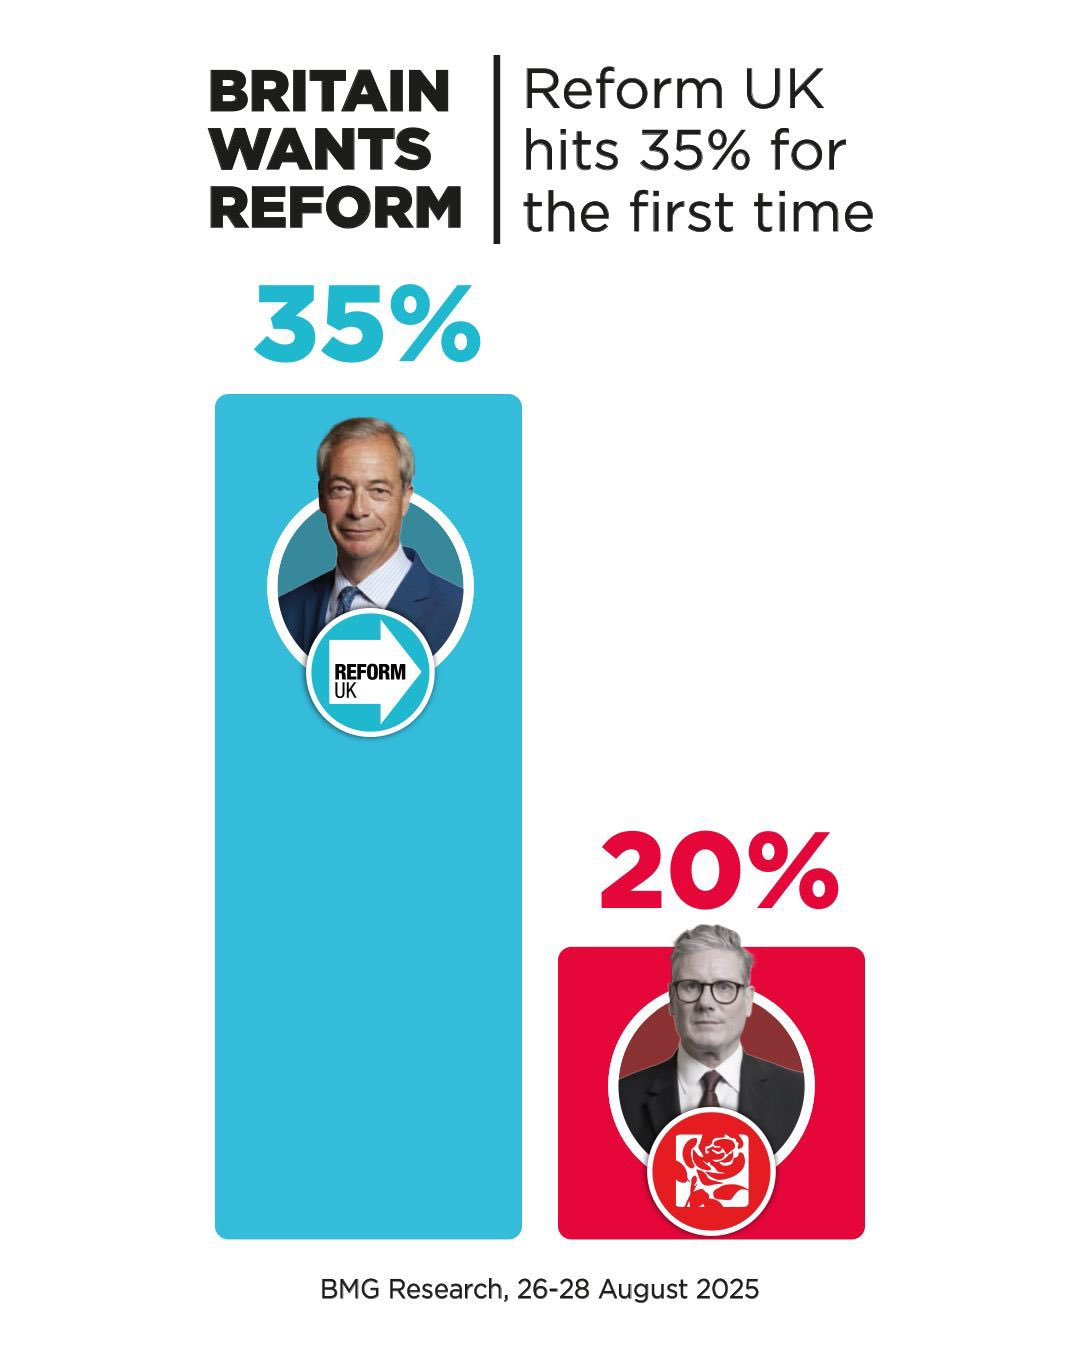 BRITAIN
WANTS
REFORM
Reform UK
hits 35% for
the first time
35%
REFORM
UK
20%
BMG Research, 26-28 August 2025